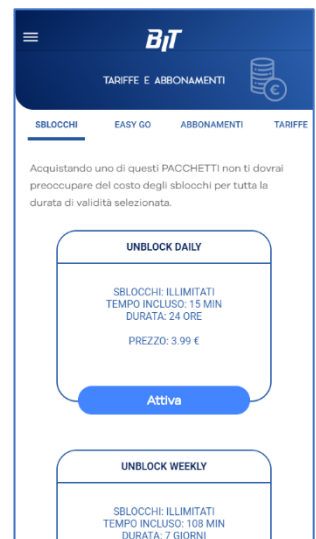 BiT
TARIFFE E ABBONAMENTI
SBLOCCHI EASY GO ABBONAMENTI TARIFFE
Acquistando uno di questi PACCHETTI non ti dovrai
preoccupare del costo degli sblocchi per tutta la
durata di validità selezionata.
UNBLOCK DAILY
SBLOCCHI: ILLIMITATI
TEMPO INCLUSO: 15 MIN
DURATA: 24 ORE
PREZZO: 3.99 €
Attiva
UNBLOCK WEEKLY
SBLOCCHI: ILLIMITATI
TEMPO INCLUSO: 108 MIN
DURATA: 7 GIORNI